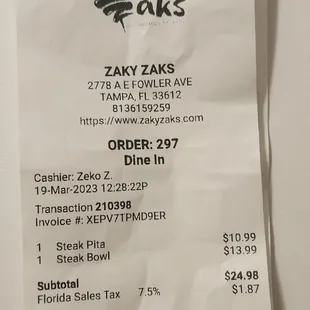 Zaks
ZAKY ZAKS
2778 A E FOWLER AVE
TAMPA, FL 33612
8136159259
https://www.zakyzaks.com
ORDER: 297
Dine In
Cashier: Zeko Z.
19-Mar-2023 12:28:22P
Transaction 210398
Invoice #: XEPV7TPMD9ER
1 Steak Pita $10.99
1 Steak Bowl $13.99
Subtotal $24.98
Florida Sales Tax 7.5% $1.87